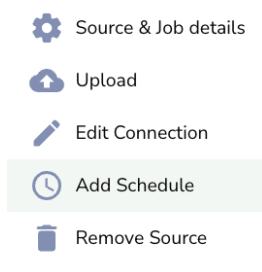 Source & Job details
Upload
Edit Connection
Add Schedule
Remove Source